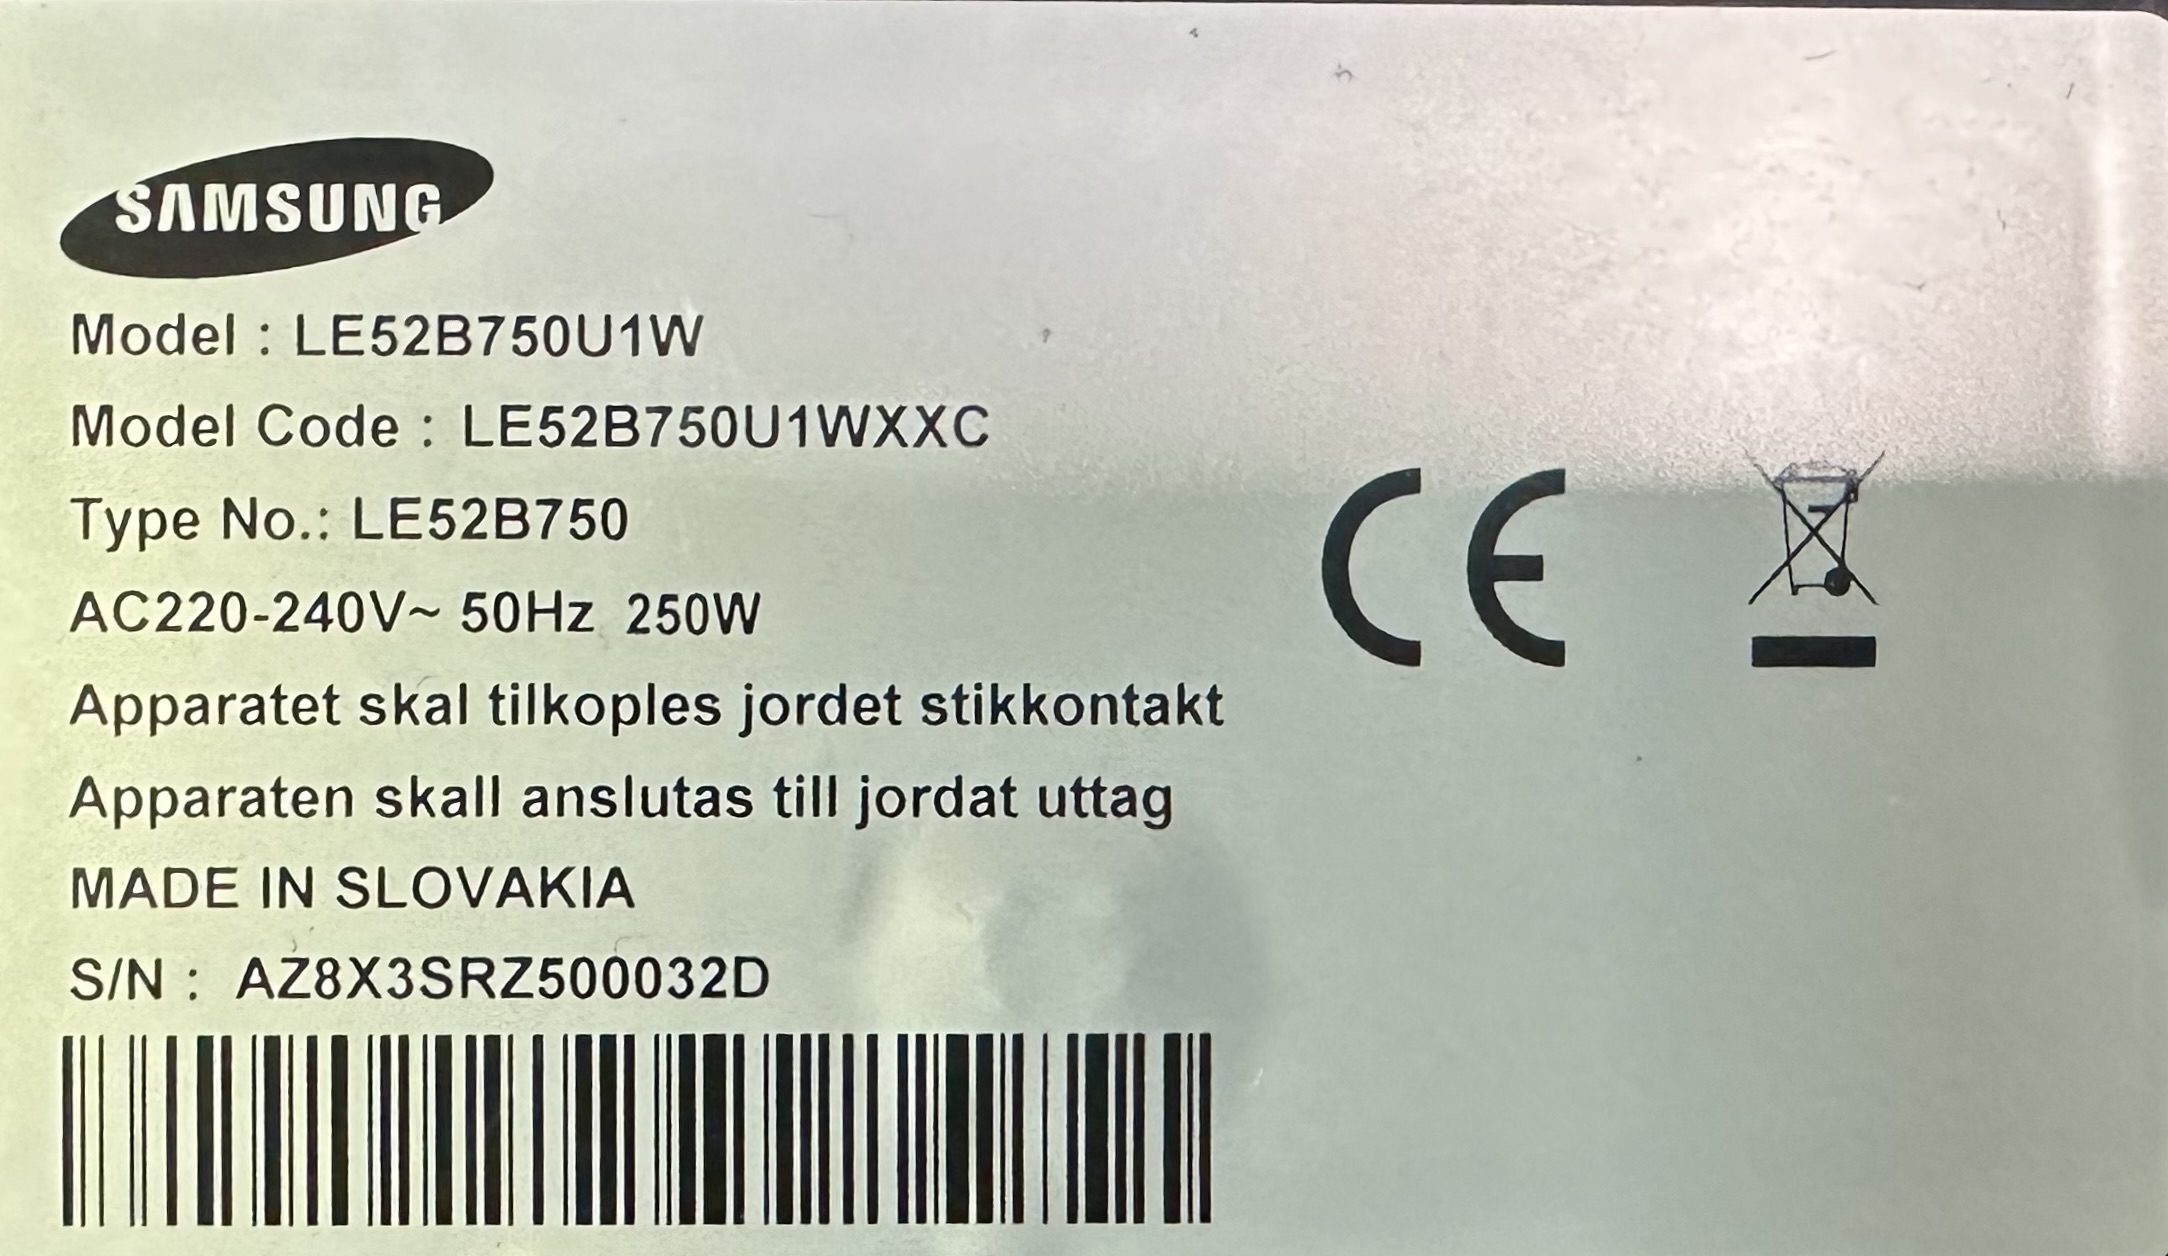 SAMSUNG
Model : LE52B750U1W
Model Code : LE52B750U1WXXC
Type No.: LE52B750
AC220-240V~ 50Hz 250W
Apparatet skal tilkoples jordet stikkontakt
Apparaten skall anslutas till jordat uttag
MADE IN SLOVAKIA
S/N : AZ8X3SRZ500032D
CE